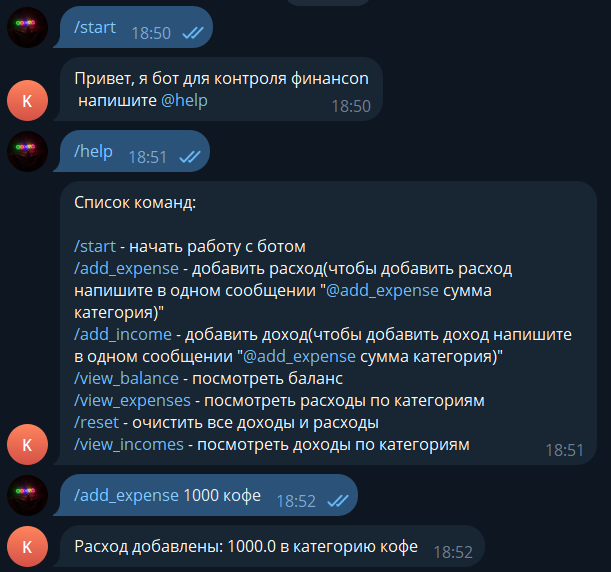 /start 18:50
K
Привет, я бот для контроля финансоп
напишите @help
18:50
/help 18:51
Список команд:
/start - начать работу с ботом
/add_expense - добавить расход(чтобы добавить расход
напишите в одном сообщении "@add_expense сумма
категория)"
/add_income - добавить доход(чтобы добавить доход напишите
в одном сообщении "@add_expense сумма категория)"
/view_balance - посмотреть баланс
/view_expenses - посмотреть расходы по категориям
/reset - очистить все доходы и расходы
/view_incomes - посмотреть доходы по категориям
K
18:51
/add_expense 1000 кофе 18:52
K
Расход добавлены: 1000.0 в категорию кофе 18:52